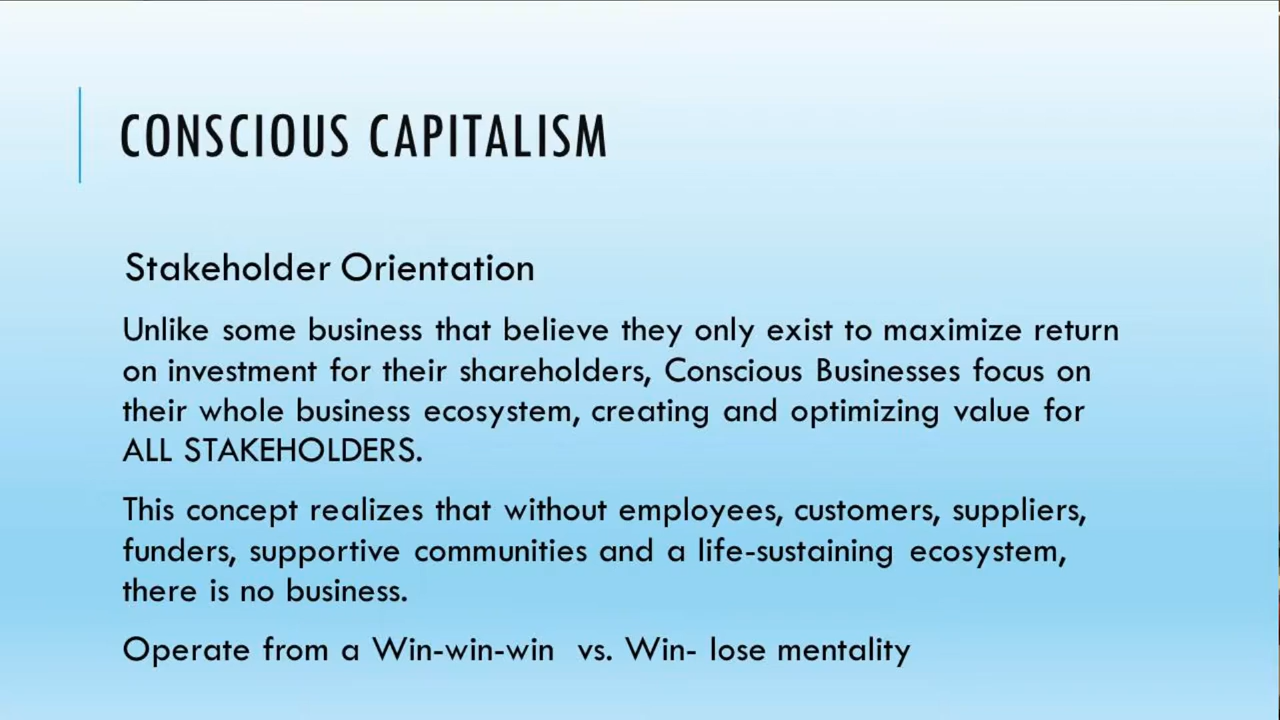 CONSCIOUS CAPITALISM
Stakeholder Orientation
Unlike some business that believe they only exist to maximize return
on investment for their shareholders, Conscious Businesses focus on
their whole business ecosystem, creating and optimizing value for
ALL STAKEHOLDERS.
This concept realizes that without employees, customers, suppliers,
funders, supportive communities and a life-sustaining ecosystem,
there is no business.
Operate from a Win-win-win vs. Win- lose mentality